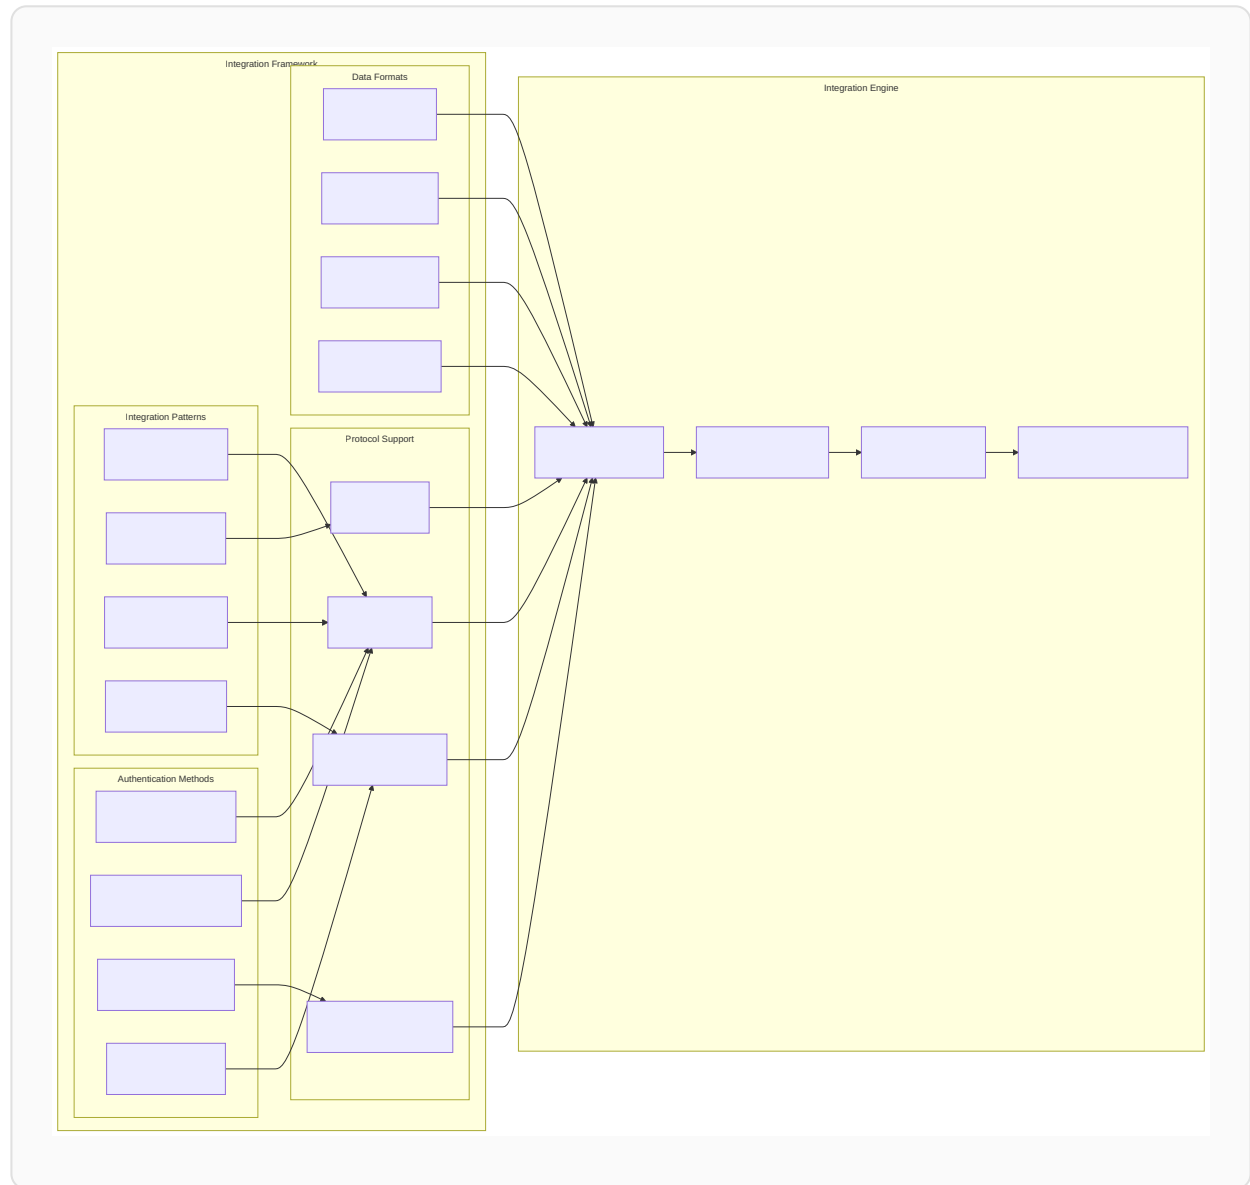 Integration Framework
Data Formats
Integration Engine
Integration Patterns
Protocol Support
Authentication Methods